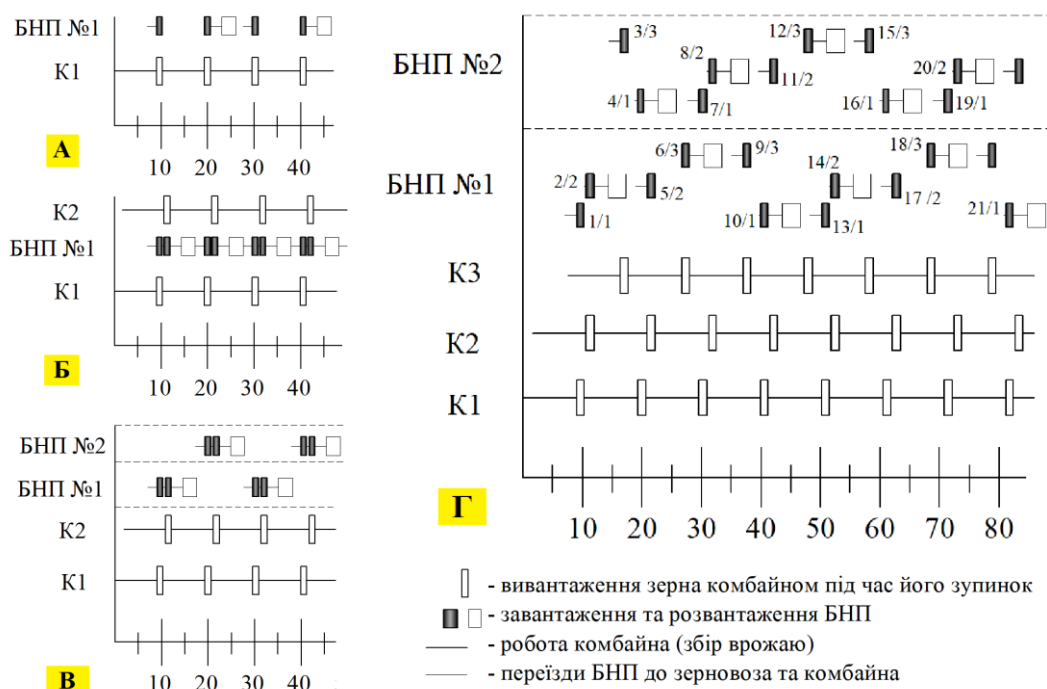 БНП №1
К1
10 20 30 40
А
К2
БНП №1
К1
10 20 30 40
Б
БНП №2
БНП №1
К2
К1
10 20 30 40
В
БНП №2
3/3 12/3 15/3
8/2 11/2 20/2
4/1 7/1 16/1 19/1
БНП №1
6/3 9/3 18/3
2/2 5/2 14/2 17/2
1/1 10/1 13/1 21/1
К3
К2
К1
10 20 30 40 50 60 70 80
Г
- вивантаження зерна комбайном під час його зупинок
- завантаження та розвантаження БНП
- робота комбайна (збір врожаю)
- переїзди БНП до зерновоза та комбайна